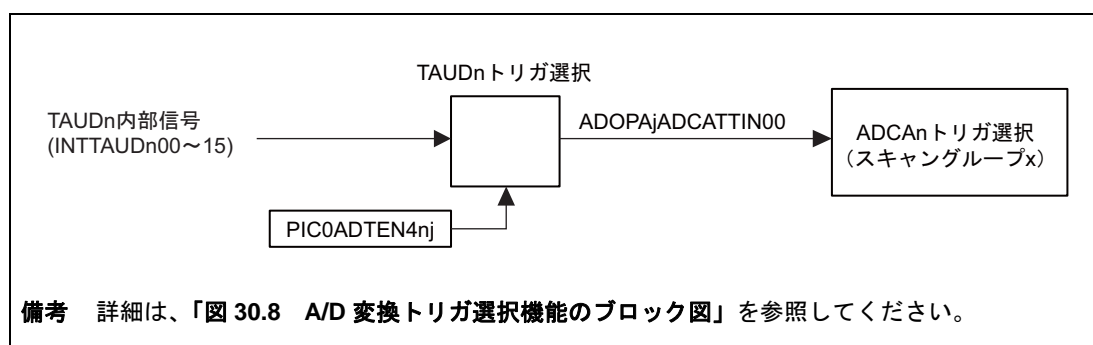 TAUDnトリガ選択
TAUDn内部信号
(INTTAUDn00～15)
ADOPAjADCATTIN00
ADCAnトリガ選択
（スキャングループx）
PIC0ADTEN4nj
備考　詳細は、「図 30.8　A/D 変換トリガ選択機能のブロック図」を参照してください。